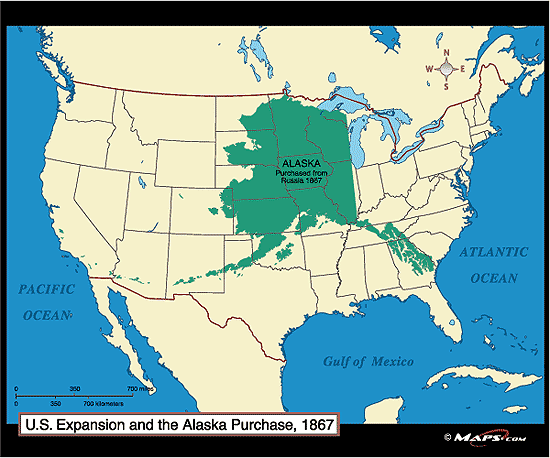 N
W E
S
ALASKA
Purchased from
Russia 1867
PACIFIC
OCEAN
ATLANTIC
OCEAN
Gulf of Mexico
0 350 700 miles
0 350 700 kilometers
U.S. Expansion and the Alaska Purchase, 1867
© MAPS.COM